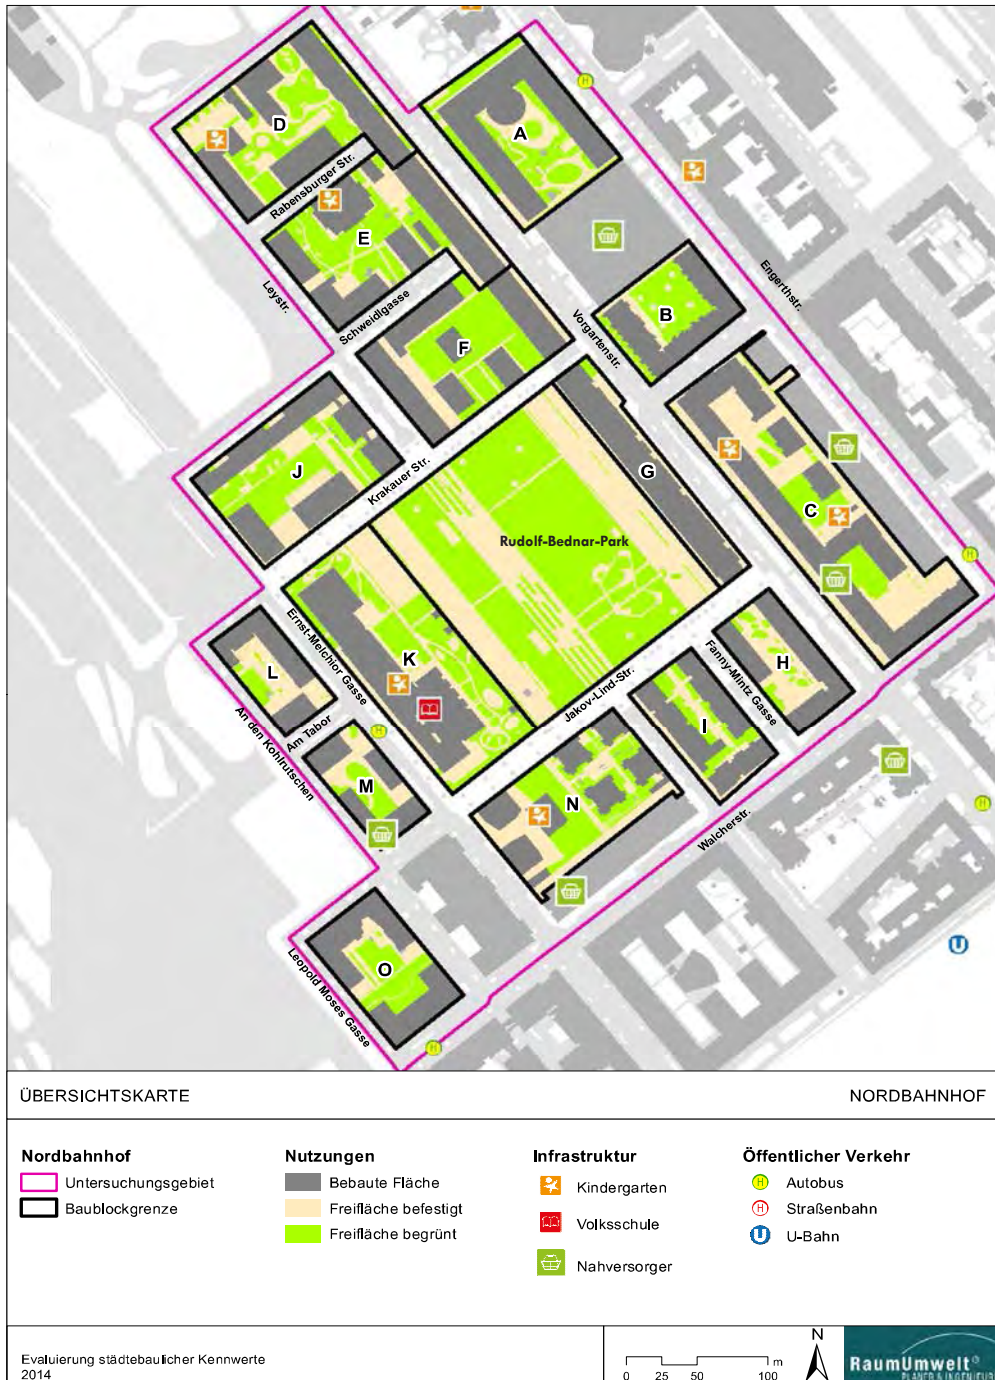 D
A
Rabensburger Str.
E
Leystr.
Schweidlgasse
Engerthstr.
B
Vorgartenstr.
F
J
Krakauer Str.
G
C
Rudolf-Bednar-Park
Ernst-Melchior Gasse
K
L
H
Fanny-Mintz Gasse
Jakov-Lind-Str.
I
An den Kohlrutschen
Am Tabor
M
N
Walcherstr.
O
Leopold Moses Gasse
H
H
H
H
H
U
ÜBERSICHTSKARTE
NORDBAHNHOF
Nordbahnhof
Untersuchungsgebiet
Baublockgrenze
Nutzungen
Bebaute Fläche
Freifläche befestigt
Freifläche begrünt
Infrastruktur
Kindergarten
Volksschule
Nahversorger
Öffentlicher Verkehr
H Autobus
H Straßenbahn
U U-Bahn
Evaluierung städtebaulicher Kennwerte
2014
m
0 25 50 100
N
RaumUmwelt®
PLANER & INGENIEUR